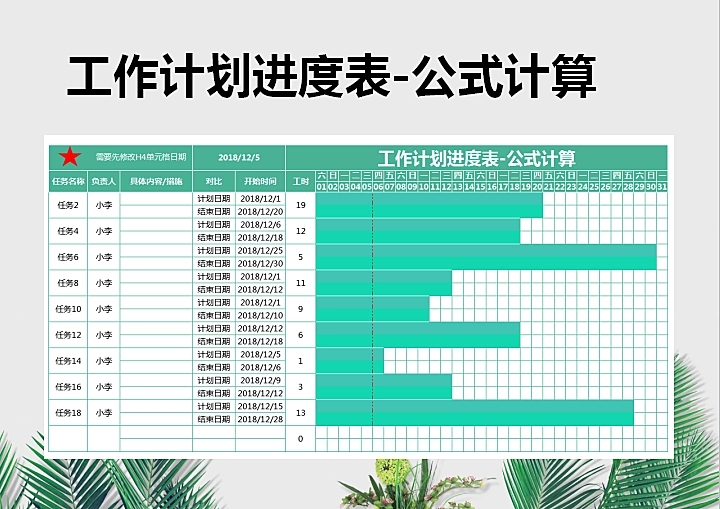 工作计划进度表-公式计算
需要先修改H4单元格日期 2018/12/5 工作计划进度表-公式计算
六 日 一 二 三 四 五 六 日 一 二 三 四 五 六 日 一 二 三 四 五 六 日 一 二 三 四 五 六 日 一
任务名称 负责人 具体内容/措施 对比 开始时间 工时 01 02 03 04 05 06 07 08 09 10 11 12 13 14 15 16 17 18 19 20 21 22 23 24 25 26 27 28 29 30 31
任务2 小李 计划日期 2018/12/1 19
结束日期 2018/12/20
任务4 小李 计划日期 2018/12/6 12
结束日期 2018/12/18
任务6 小李 计划日期 2018/12/25 5
结束日期 2018/12/30
任务8 小李 计划日期 2018/12/1 11
结束日期 2018/12/12
任务10 小李 计划日期 2018/12/1 9
结束日期 2018/12/10
任务12 小李 计划日期 2018/12/12 6
结束日期 2018/12/18
任务14 小李 计划日期 2018/12/5 1
结束日期 2018/12/6
任务16 小李 计划日期 2018/12/9 3
结束日期 2018/12/12
任务18 小李 计划日期 2018/12/15 13
结束日期 2018/12/28
0